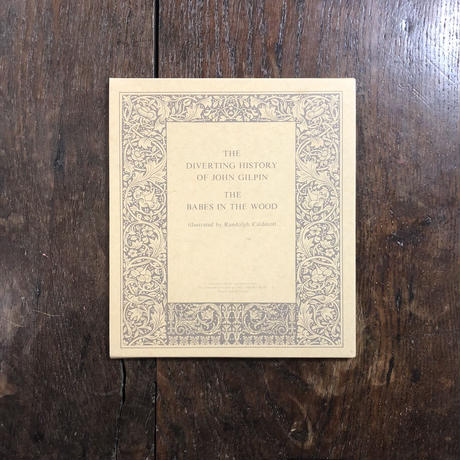 THE
DIVERTING HISTORY
OF JOHN GILPIN
THE
BABES IN THE WOOD
illustrated by Randolph Caldecott